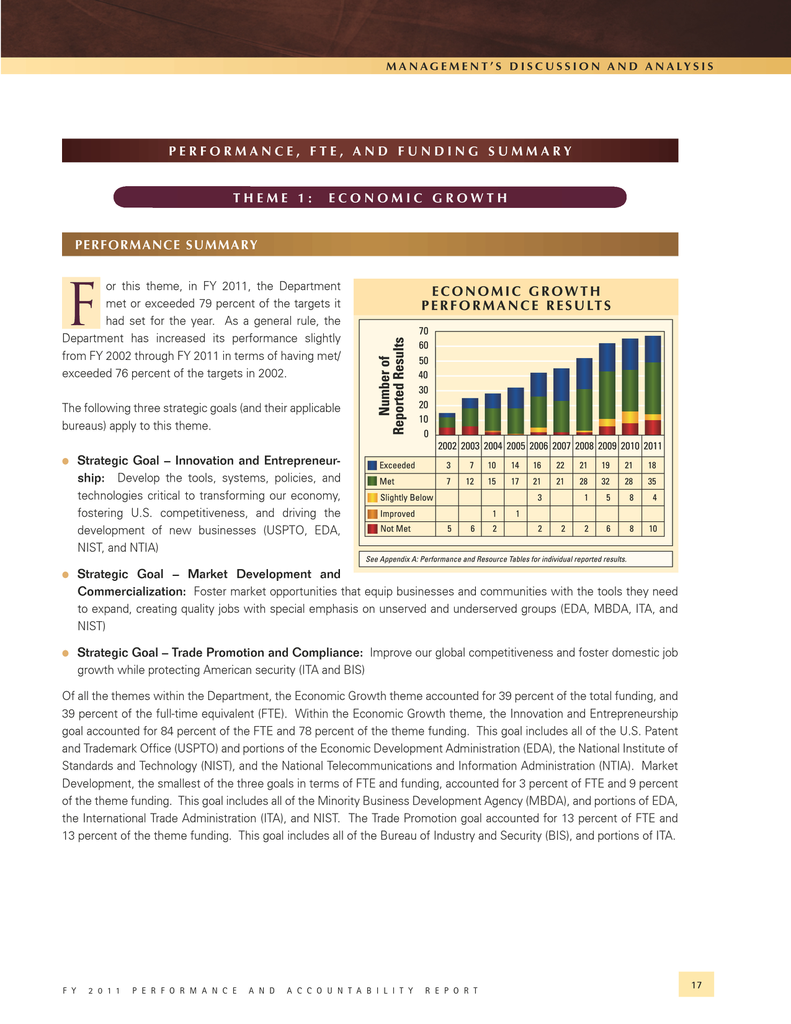 MANAGEMENT'S DISCUSSION AND ANALYSIS
PERFORMANCE, FTE, AND FUNDING SUMMARY
THEME 1: ECONOMIC GROWTH
PERFORMANCE SUMMARY
For this theme, in FY 2011, the Department
met or exceeded 79 percent of the targets it
had set for the year. As a general rule, the
Department has increased its performance slightly
from FY 2002 through FY 2011 in terms of having met/
exceeded 76 percent of the targets in 2002.
The following three strategic goals (and their applicable
bureaus) apply to this theme.
● Strategic Goal – Innovation and Entrepreneur-
ship: Develop the tools, systems, policies, and
technologies critical to transforming our economy,
fostering U.S. competitiveness, and driving the
development of new businesses (USPTO, EDA,
NIST, and NTIA)
ECONOMIC GROWTH
PERFORMANCE RESULTS
Number of
Reported Results
70
60
50
40
30
20
10
0
2002 2003 2004 2005 2006 2007 2008 2009 2010 2011
Exceeded 3 7 10 14 16 22 21 19 21 18
Met 7 12 15 17 21 21 28 32 28 35
Slightly Below 3 1 5 8 4
Improved 1 1
Not Met 5 6 2 2 2 2 6 8 10
See Appendix A: Performance and Resource Tables for individual reported results.
● Strategic Goal – Market Development and
Commercialization: Foster market opportunities that equip businesses and communities with the tools they need
to expand, creating quality jobs with special emphasis on unserved and underserved groups (EDA, MBDA, ITA, and
NIST)
● Strategic Goal – Trade Promotion and Compliance: Improve our global competitiveness and foster domestic job
growth while protecting American security (ITA and BIS)
Of all the themes within the Department, the Economic Growth theme accounted for 39 percent of the total funding, and
39 percent of the full-time equivalent (FTE). Within the Economic Growth theme, the Innovation and Entrepreneurship
goal accounted for 84 percent of the FTE and 78 percent of the theme funding. This goal includes all of the U.S. Patent
and Trademark Office (USPTO) and portions of the Economic Development Administration (EDA), the National Institute of
Standards and Technology (NIST), and the National Telecommunications and Information Administration (NTIA). Market
Development, the smallest of the three goals in terms of FTE and funding, accounted for 3 percent of FTE and 9 percent
of the theme funding. This goal includes all of the Minority Business Development Agency (MBDA), and portions of EDA,
the International Trade Administration (ITA), and NIST. The Trade Promotion goal accounted for 13 percent of FTE and
13 percent of the theme funding. This goal includes all of the Bureau of Industry and Security (BIS), and portions of ITA.
FY 2011 PERFORMANCE AND ACCOUNTABILITY REPORT
17